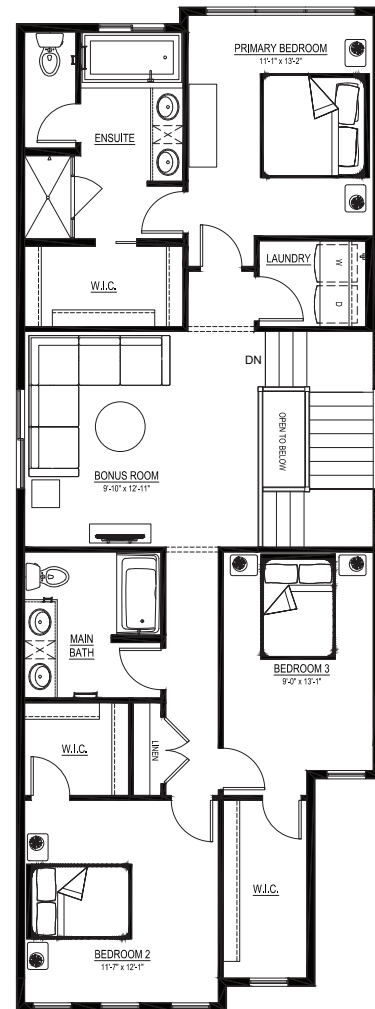 PRIMARY BEDROOM
11'-1" x 13'-2"
ENSUITE
X
LAUNDRY
W
D
W.I.C.
DN
OPEN TO BELOW
BONUS ROOM
9'-10" x 12'-11"
MAIN
BATH
X
BEDROOM 3
9'-0" x 13'-1"
W.I.C.
LINEN
W.I.C.
BEDROOM 2
11'-7" x 12'-1"